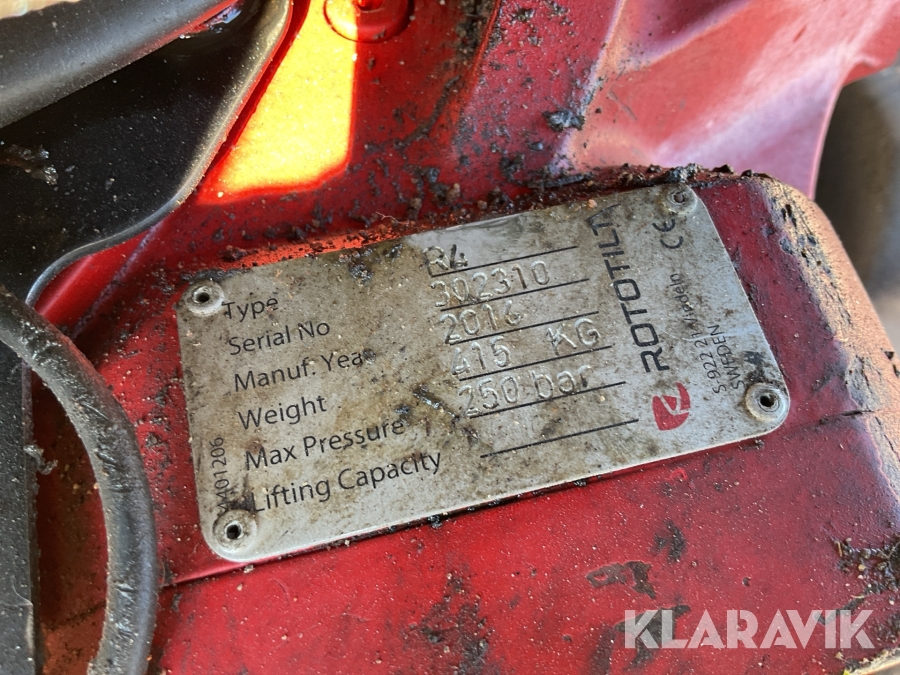 Type R4
Serial No 302310
Manuf. Year 2016
Weight 415 KG
Max Pressure 250 bar
Lifting Capacity
ROTOTILT
CE
S 922 21 Vindeln
SWEDEN
KLARAVIK